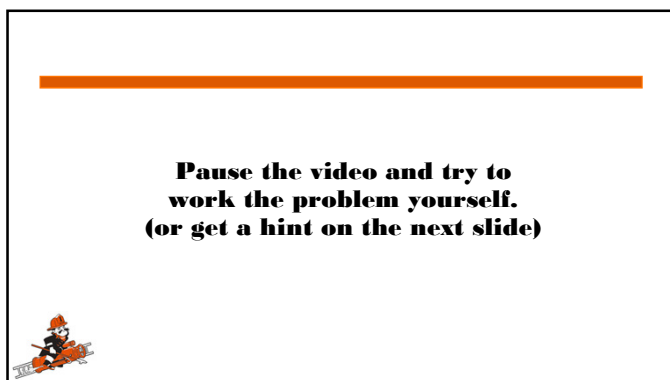 Pause the video and try to
work the problem yourself.
(or get a hint on the next slide)